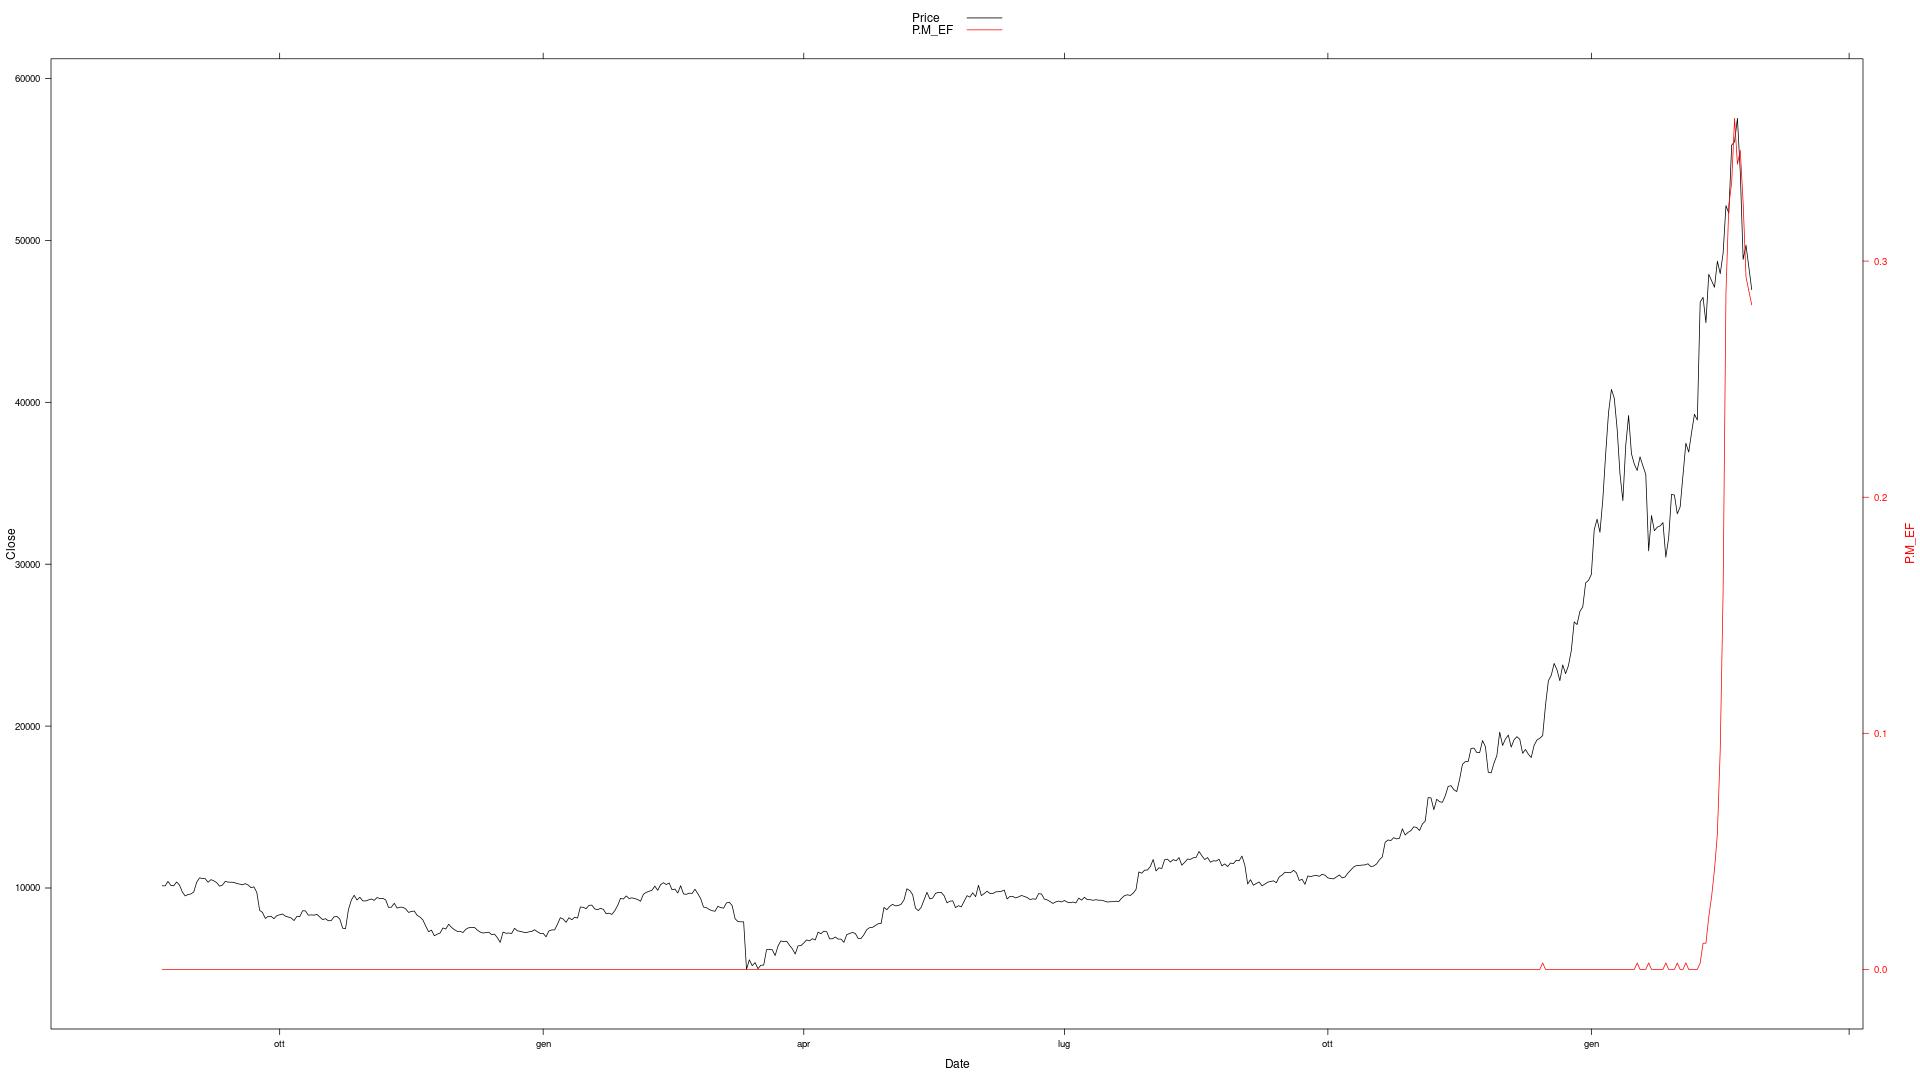 Price
P.M_EF
60000
50000
40000
30000
20000
10000
Close
0.3
0.2
0.1
0.0
P.M_EF
ott
gen
apr
lug
ott
gen
Date